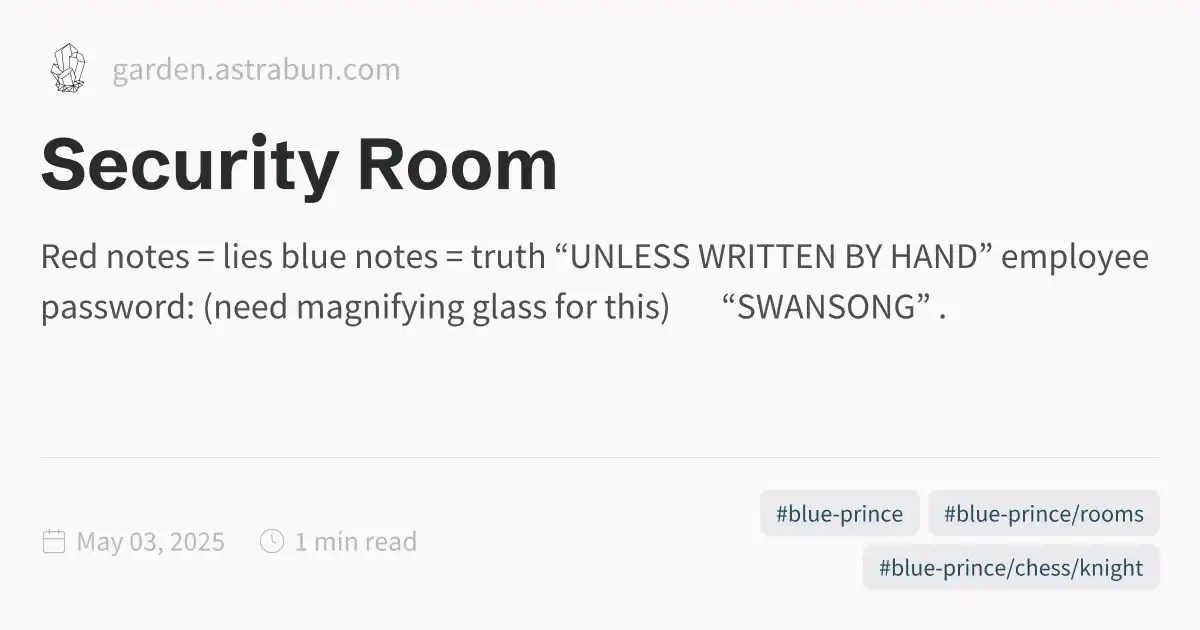 garden.astrabun.com
Security Room
Red notes = lies blue notes = truth “UNLESS WRITTEN BY HAND” employee
password: (need magnifying glass for this) “SWANSONG” .
May 03, 2025 1 min read
#blue-prince #blue-prince/rooms
#blue-prince/chess/knight